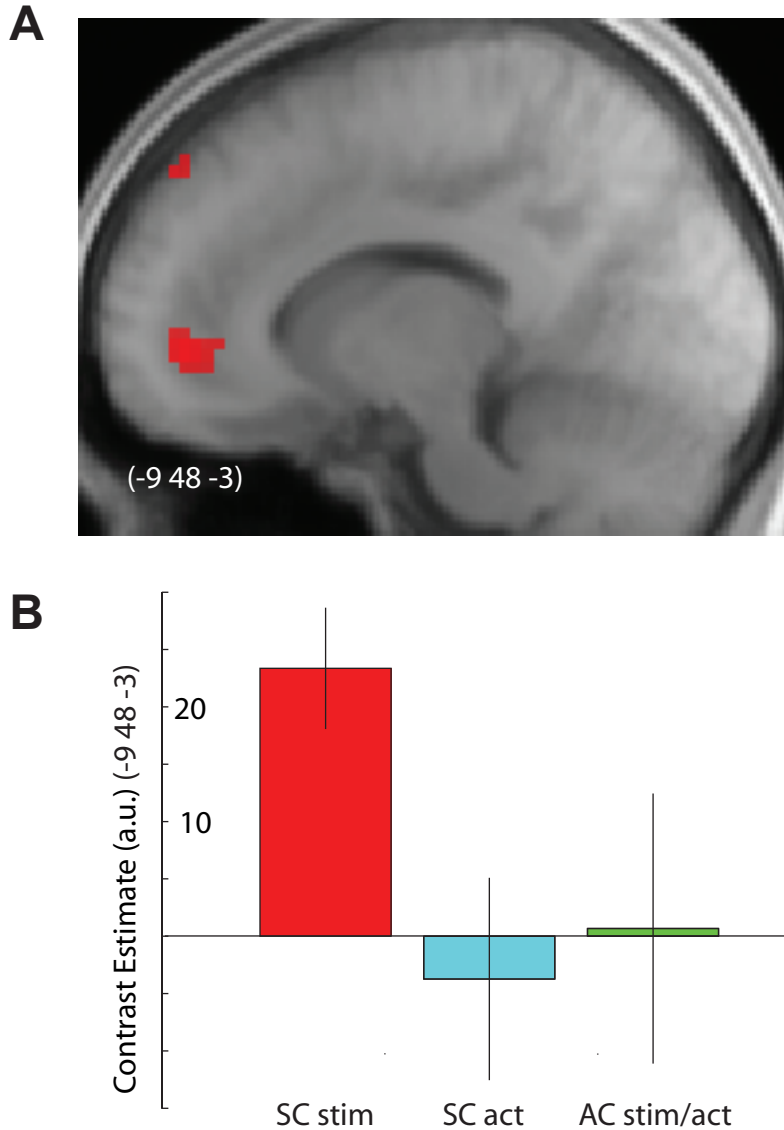 A
(-9 48 -3)
B
Contrast Estimate (a.u.) (-9 48 -3)
20
10
SC stim
SC act
AC stim/act